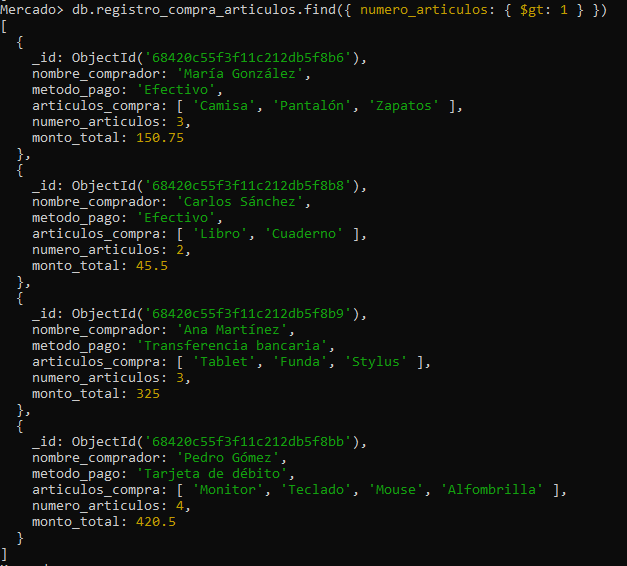 Mercado> db.registro_compra_articulos.find({ numero_articulos: { $gt: 1 } })
[
  {
    _id: ObjectId('68420c55f3f11c212db5f8b6'),
    nombre_comprador: 'María González',
    metodo_pago: 'Efectivo',
    articulos_compra: [ 'Camisa', 'Pantalón', 'Zapatos' ],
    numero_articulos: 3,
    monto_total: 150.75
  },
  {
    _id: ObjectId('68420c55f3f11c212db5f8b8'),
    nombre_comprador: 'Carlos Sánchez',
    metodo_pago: 'Efectivo',
    articulos_compra: [ 'Libro', 'Cuaderno' ],
    numero_articulos: 2,
    monto_total: 45.5
  },
  {
    _id: ObjectId('68420c55f3f11c212db5f8b9'),
    nombre_comprador: 'Ana Martínez',
    metodo_pago: 'Transferencia bancaria',
    articulos_compra: [ 'Tablet', 'Funda', 'Stylus' ],
    numero_articulos: 3,
    monto_total: 325
  },
  {
    _id: ObjectId('68420c55f3f11c212db5f8bb'),
    nombre_comprador: 'Pedro Gómez',
    metodo_pago: 'Tarjeta de débito',
    articulos_compra: [ 'Monitor', 'Teclado', 'Mouse', 'Alfombrilla' ],
    numero_articulos: 4,
    monto_total: 420.5
  }
]